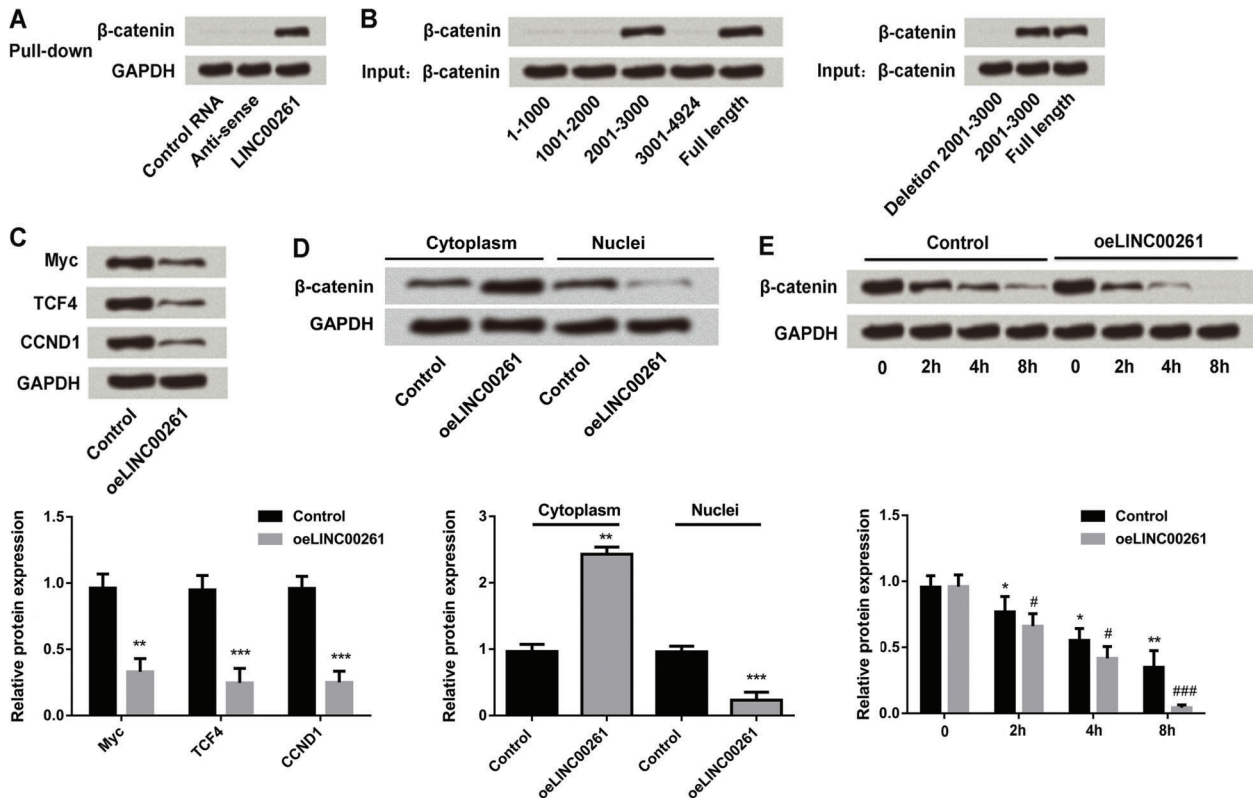 A
Pull-down
β-catenin
GAPDH
Control RNA
Anti-sense
LINC00261
B
β-catenin
Input: β-catenin
1-1000
1001-2000
2001-3000
3001-4924
Full length
β-catenin
Input: β-catenin
Deletion 2001-3000
2001-3000
Full length
C
Myc
TCF4
CCND1
GAPDH
Control
oeLINC00261
D
Cytoplasm Nuclei
β-catenin
GAPDH
Control
oeLINC00261
Control
oeLINC00261
E
Control oeLINC00261
β-catenin
GAPDH
0 2h 4h 8h 0 2h 4h 8h
Relative protein expression
1.5
1.0
0.5
0.0
Control
oeLINC00261
**
***
***
Myc
TCF4
CCND1
Relative protein expression
3
2
1
0
Cytoplasm Nuclei
**
***
Control
oeLINC00261
Control
oeLINC00261
Relative protein expression
1.5
1.0
0.5
0.0
Control
oeLINC00261
*
#
*
#
**
###
0 2h 4h 8h